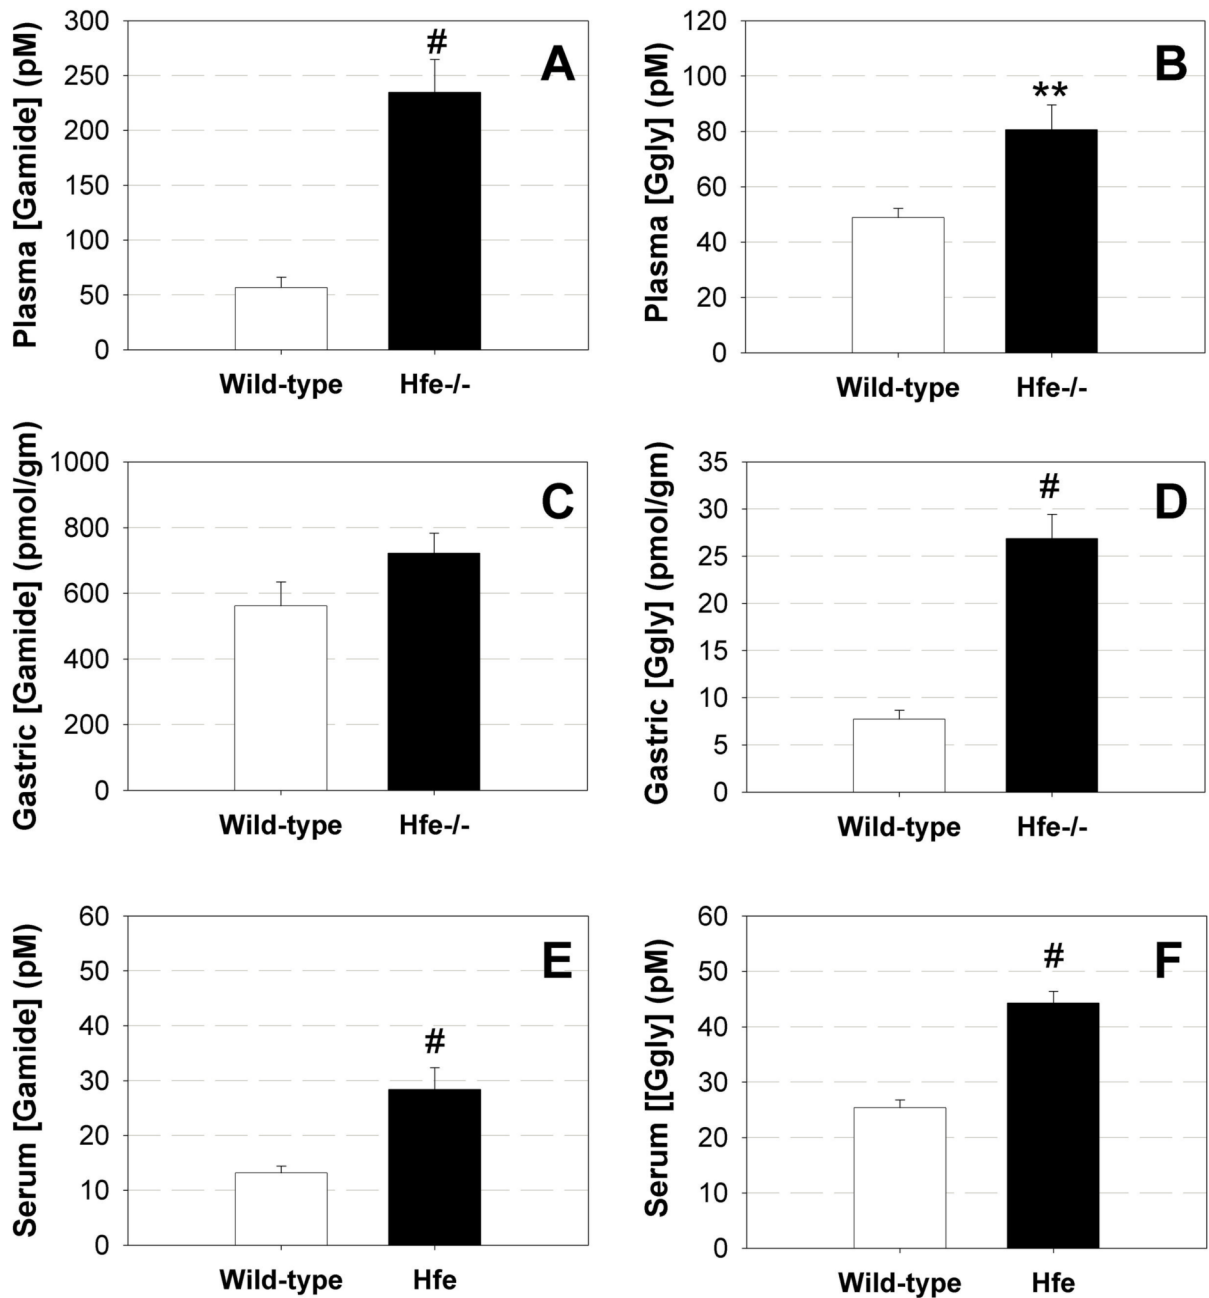 Plasma [Gamide] (pM)
300
250
200
150
100
50
0
#
A
Wild-type
Hfe-/-
Plasma [Ggly] (pM)
120
100
80
60
40
20
0
**
B
Wild-type
Hfe-/-
Gastric [Gamide] (pmol/gm)
1000
800
600
400
200
0
C
Wild-type
Hfe-/-
Gastric [Ggly] (pmol/gm)
35
30
25
20
15
10
5
0
#
D
Wild-type
Hfe-/-
Serum [Gamide] (pM)
60
50
40
30
20
10
0
#
E
Wild-type
Hfe
Serum [[Ggly] (pM)
60
50
40
30
20
10
0
#
F
Wild-type
Hfe